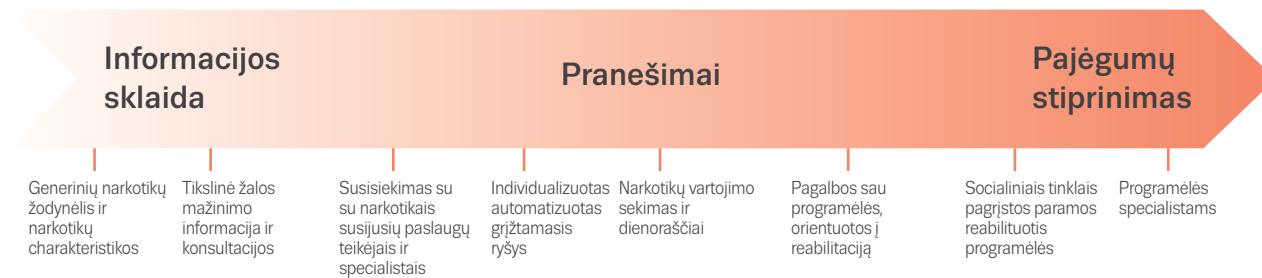 Informacijos
sklaida
Pranešimai
Pajėgumų
stiprinimas
Generinių narkotikų
žodynėlis ir
narkotikų
charakteristikos
Tikslinė žalos
mažinimo
informacija ir
konsultacijos
Susisiekimas su
su narkotikais
susijusių paslaugų
teikėjais ir
specialistais
Individualizuotas
automatizuotas
grįžtamasis
ryšys
Narkotikų vartojimo
sekimas ir
dienoraščiai
Pagalbos sau
programėlės,
orientuotos į
reabilitaciją
Socialiniais tinklais
pagrįstos paramos
reabilituotis
programėlės
Programėlės
specialistams